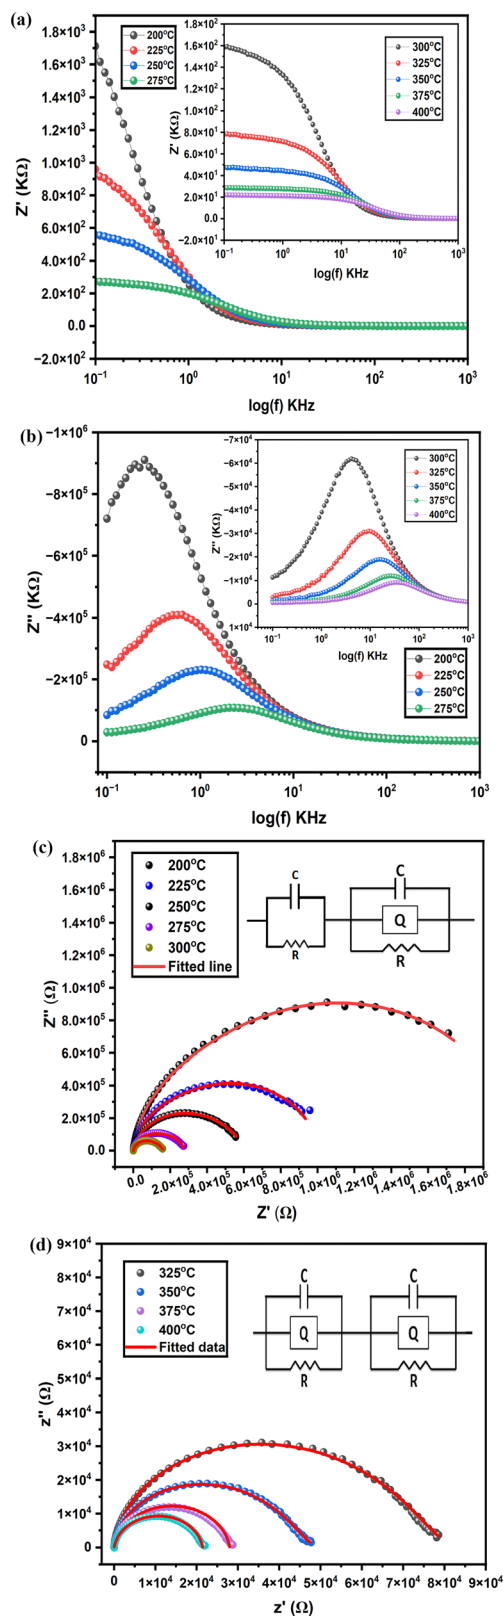 (a)
1.8×10³
1.6×10³
1.4×10³
1.2×10³
1.0×10³
8.0×10²
6.0×10²
4.0×10²
2.0×10²
0.0
−2.0×10²
Z' (KΩ)
200°C
225°C
250°C
275°C
10⁻¹ 10⁰ 10¹ 10² 10³
log(f) KHz
1.8×10²
1.6×10²
1.4×10²
1.2×10²
1.0×10²
8.0×10¹
6.0×10¹
4.0×10¹
2.0×10¹
0.0
−2.0×10¹
Z' (KΩ)
300°C
325°C
350°C
375°C
400°C
10⁻¹ 10⁰ 10¹ 10² 10³
log(f) KHz
(b)
−1×10⁶
−8×10⁵
−6×10⁵
−4×10⁵
−2×10⁵
0
Z'' (KΩ)
10⁻¹ 10⁰ 10¹ 10² 10³
log(f) KHz
−7×10⁴
−6×10⁴
−5×10⁴
−4×10⁴
−3×10⁴
−2×10⁴
−1×10⁴
0
1×10⁴
Z'' (KΩ)
300°C
325°C
350°C
375°C
400°C
10⁻¹ 10⁰ 10¹ 10² 10³
log(f) KHz
200°C
225°C
250°C
275°C
(c)
1.8×10⁶
1.6×10⁶
1.4×10⁶
1.2×10⁶
1.0×10⁶
8.0×10⁵
6.0×10⁵
4.0×10⁵
2.0×10⁵
0.0
Z'' (Ω)
200°C
225°C
250°C
275°C
300°C
Fitted line
C
R
C
Q
R
0.0 2.0×10⁵ 4.0×10⁵ 6.0×10⁵ 8.0×10⁵ 1.0×10⁶ 1.2×10⁶ 1.4×10⁶ 1.6×10⁶ 1.8×10⁶
Z' (Ω)
(d)
9×10⁴
8×10⁴
7×10⁴
6×10⁴
5×10⁴
4×10⁴
3×10⁴
2×10⁴
1×10⁴
0
z'' (Ω)
325°C
350°C
375°C
400°C
Fitted data
C
Q
R
C
Q
R
0 1×10⁴ 2×10⁴ 3×10⁴ 4×10⁴ 5×10⁴ 6×10⁴ 7×10⁴ 8×10⁴ 9×10⁴
z' (Ω)